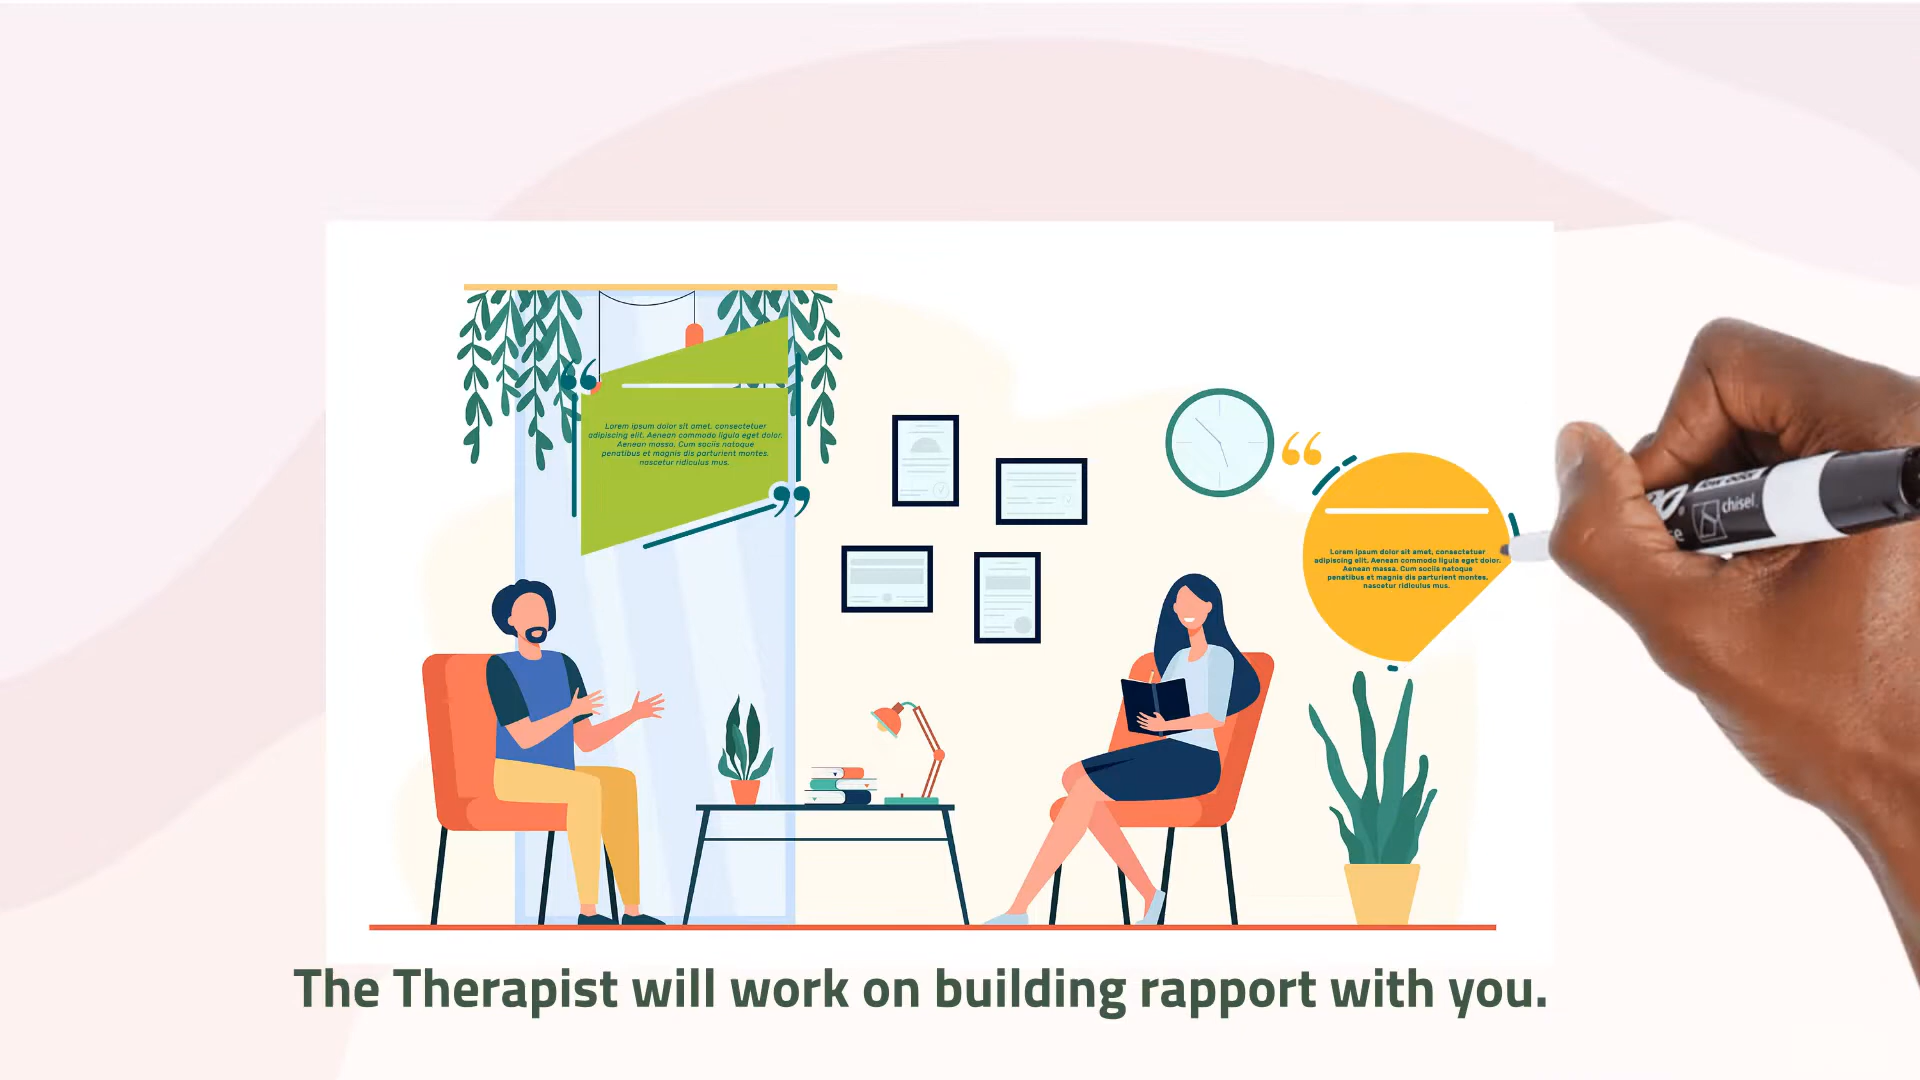 “
Lorem ipsum dolor sit amet, consectetuer
adipiscing elit. Aenean commodo ligula eget dolor.
Aenean massa. Cum sociis natoque
penatibus et magnis dis parturient montes,
nascetur ridiculus mus.
”
“
Lorem ipsum dolor sit amet, consectetuer
adipiscing elit. Aenean commodo ligula eget dolor.
Aenean massa. Cum sociis natoque
penatibus et magnis dis parturient montes,
nascetur ridiculus mus.
chisel
The Therapist will work on building rapport with you.